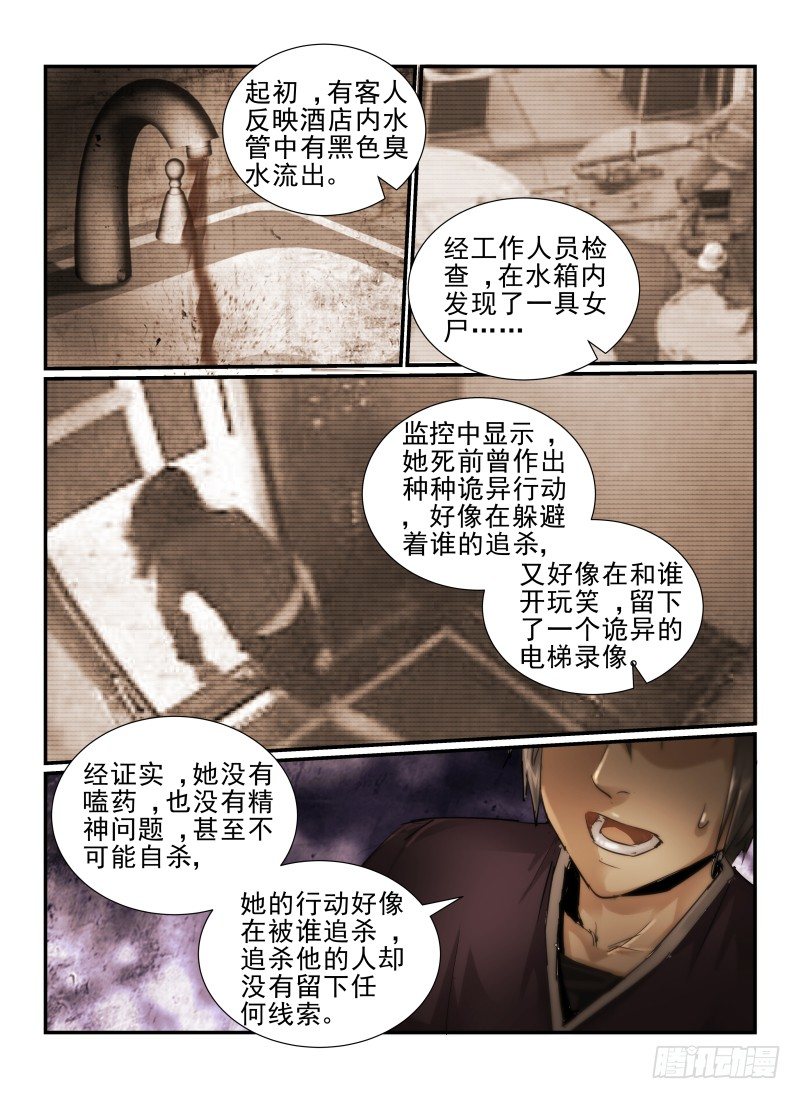 起初,有客人
反映酒店内水
管中有黑色臭
水流出。
经工作人员检
查,在水箱内
发现了一具女
尸……
监控中显示,
她死前曾作出
种种诡异行动
,好像在躲避
着谁的追杀,
又好像在和谁
开玩笑,留下
了一个诡异的
电梯录像。
经证实,她没有
嗑药,也没有精
神问题,甚至不
可能自杀,
她的行动好像
在被谁追杀,
追杀他的人却
没有留下任
何线索。
腾讯动漫